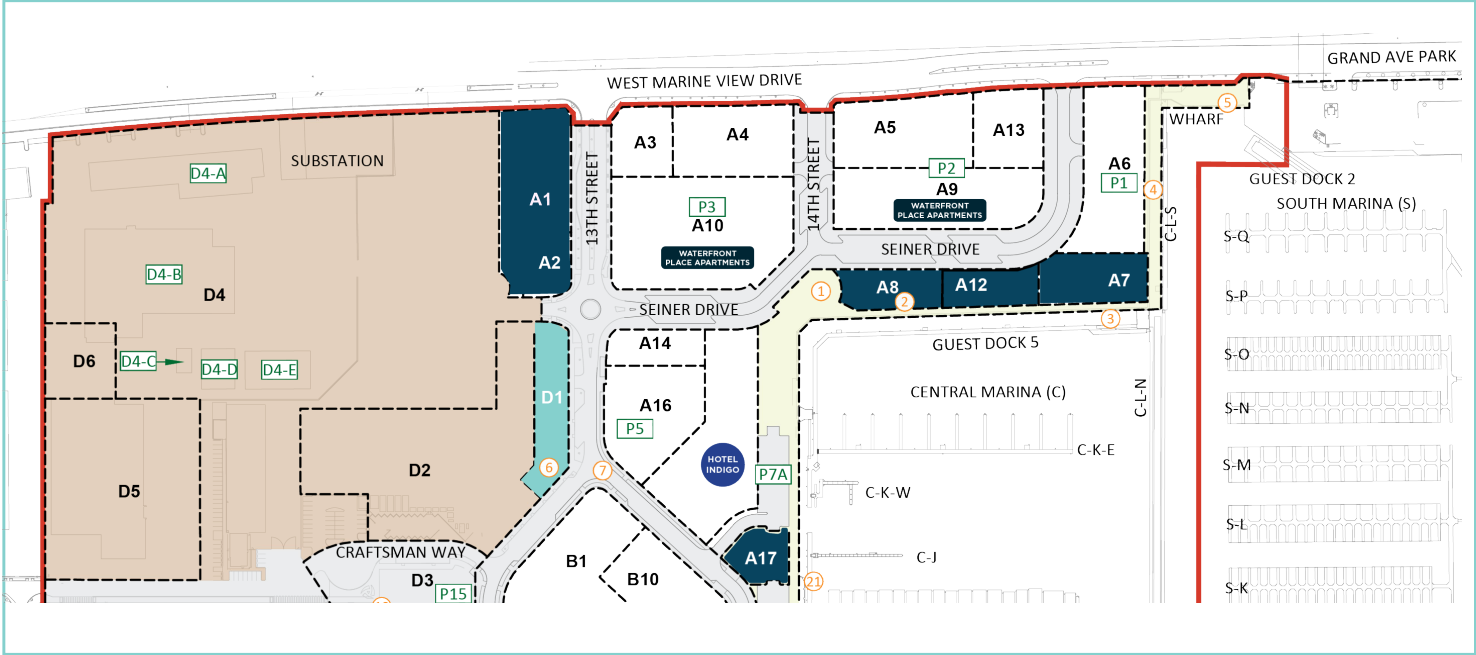 GRAND AVE PARK
WEST MARINE VIEW DRIVE
5
WHARF
A5
A13
A3
A4
SUBSTATION
A6
P1
D4-A
P2
A9
WATERFRONT
PLACE APARTMENTS
GUEST DOCK 2
4
SOUTH MARINA (S)
A1
13TH STREET
14TH STREET
P3
A10
WATERFRONT
PLACE APARTMENTS
C-L-S
S-Q
SEINER DRIVE
A2
D4-B
D4
A7
A8
A12
1
2
S-P
SEINER DRIVE
3
GUEST DOCK 5
A14
S-O
D6
D4-C
D4-D
D4-E
CENTRAL MARINA (C)
C-L-N
D1
A16
S-N
P5
C-K-E
HOTEL
INDIGO
S-M
D2
6
7
P7A
D5
C-K-W
S-L
CRAFTSMAN WAY
A17
C-J
B1
B10
D3
P15
21
S-K